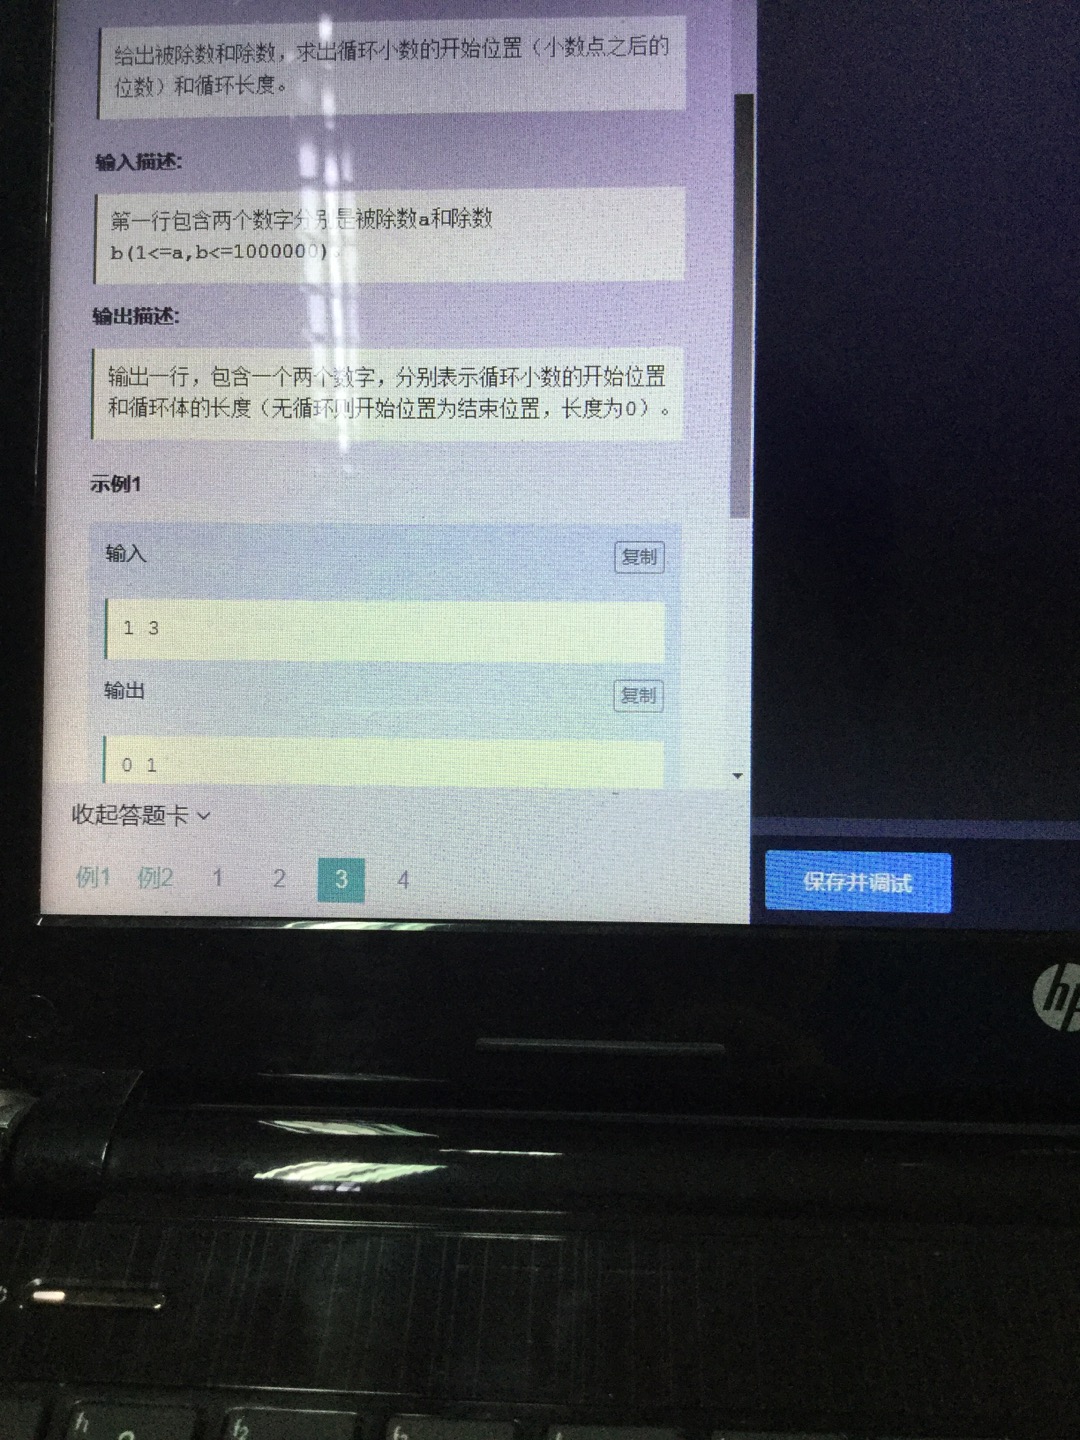 给出被除数和除数，求出循环小数的开始位置（小数点之后的
位数）和循环长度。
输入描述:
第一行包含两个数字分别是被除数a和除数
b(1<=a,b<=1000000)
输出描述:
输出一行，包含一个两个数字，分别表示循环小数的开始位置
和循环体的长度（无循环则开始位置为结束位置，长度为0）。
示例1
输入
复制
1 3
输出
复制
0 1
收起答题卡
例1 例2 1 2 3 4
保存并调试
hp